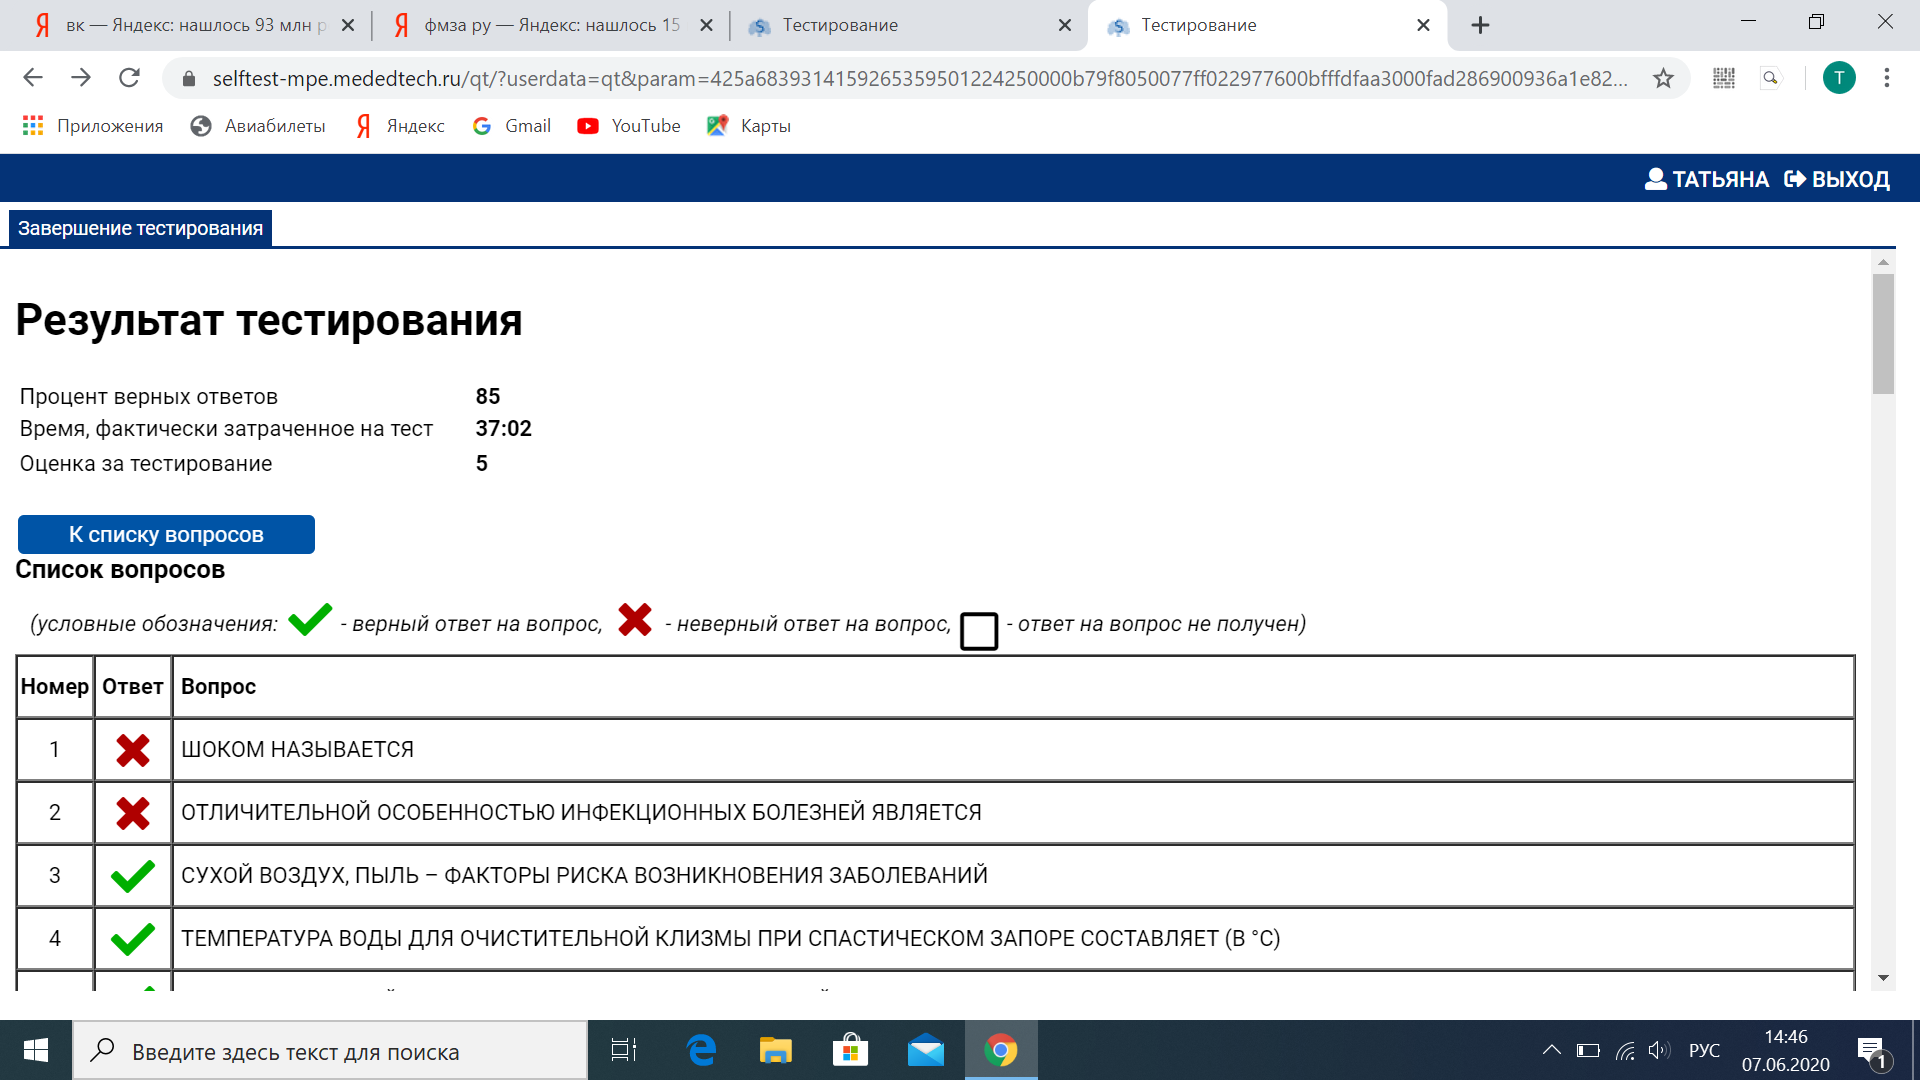 вк — Яндекс: нашлось 93 млн р
фмза ру — Яндекс: нашлось 15
Тестирование
Тестирование
selftest-mpe.mededtech.ru/qt/?userdata=qt&param=425a6839314159265359501224250000b79f8050077ff022977600bfffdfaa3000fad286900936a1e82...
T
Приложения
Авиабилеты
Яндекс
Gmail
YouTube
Карты
ТАТЬЯНА ВЫХОД
Завершение тестирования
Результат тестирования
Процент верных ответов 85
Время, фактически затраченное на тест 37:02
Оценка за тестирование 5
К списку вопросов
Список вопросов
(условные обозначения: - верный ответ на вопрос, - неверный ответ на вопрос, - ответ на вопрос не получен)
Номер Ответ Вопрос
1 ШОКОМ НАЗЫВАЕТСЯ
2 ОТЛИЧИТЕЛЬНОЙ ОСОБЕННОСТЬЮ ИНФЕКЦИОННЫХ БОЛЕЗНЕЙ ЯВЛЯЕТСЯ
3 СУХОЙ ВОЗДУХ, ПЫЛЬ – ФАКТОРЫ РИСКА ВОЗНИКНОВЕНИЯ ЗАБОЛЕВАНИЙ
4 ТЕМПЕРАТУРА ВОДЫ ДЛЯ ОЧИСТИТЕЛЬНОЙ КЛИЗМЫ ПРИ СПАСТИЧЕСКОМ ЗАПОРЕ СОСТАВЛЯЕТ (В °С)
Введите здесь текст для поиска
РУС
14:46
07.06.2020
1